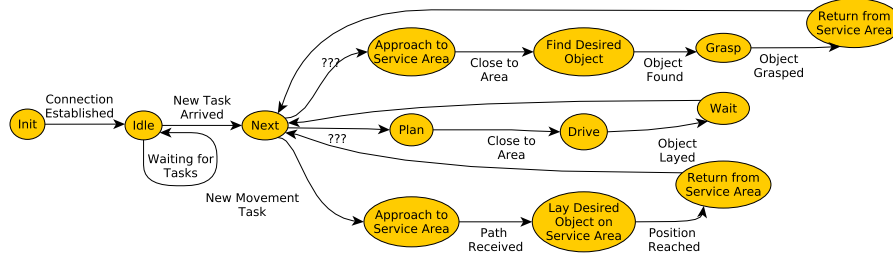 Return from
Service Area
Approach to
Service Area
Close to
Area
Find Desired
Object
Object
Found
Grasp
Object
Grasped
???
Init
Connection
Established
Idle
New Task
Arrived
Next
Waiting for
Tasks
???
Plan
Close to
Area
Drive
Wait
Object
Layed
Return from
Service Area
New Movement
Task
Approach to
Service Area
Path
Received
Lay Desired
Object on
Service Area
Position
Reached